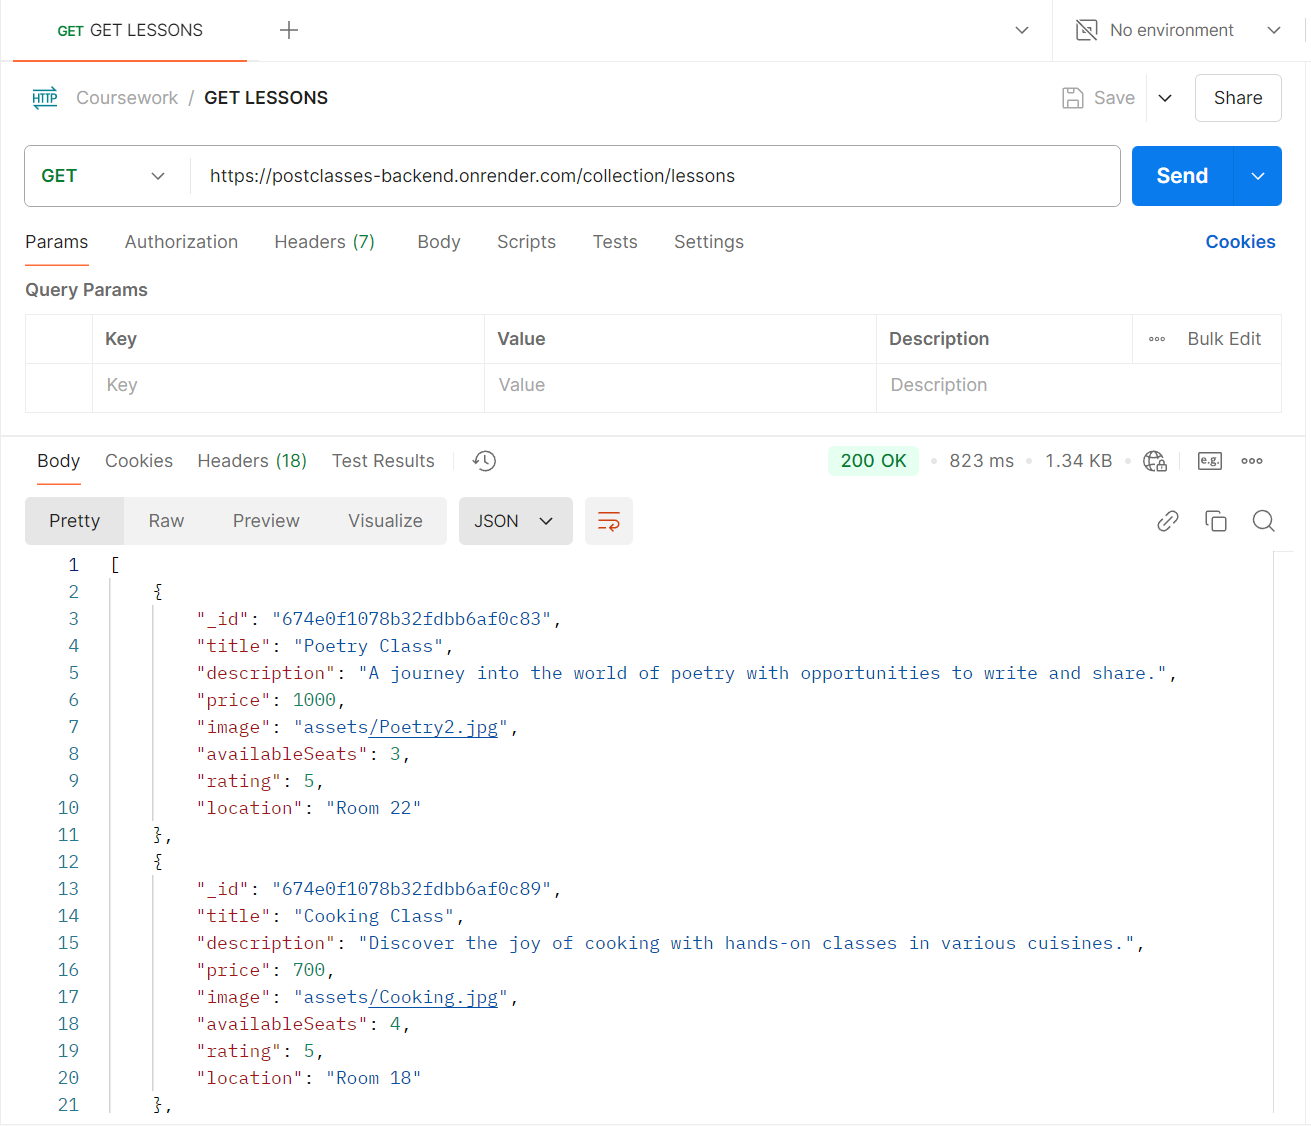 GET GET LESSONS
No environment
HTTP Coursework / GET LESSONS
Save
Share
GET
https://postclasses-backend.onrender.com/collection/lessons
Send
Params Authorization Headers (7) Body Scripts Tests Settings Cookies
Query Params
Key Value Description Bulk Edit
Key Value Description
Body Cookies Headers (18) Test Results 200 OK 823 ms 1.34 KB e.g.
Pretty Raw Preview Visualize JSON
1 [
2 {
3 "_id": "674e0f1078b32fdbb6af0c83",
4 "title": "Poetry Class",
5 "description": "A journey into the world of poetry with opportunities to write and share.",
6 "price": 1000,
7 "image": "assets/Poetry2.jpg",
8 "availableSeats": 3,
9 "rating": 5,
10 "location": "Room 22"
11 },
12 {
13 "_id": "674e0f1078b32fdbb6af0c89",
14 "title": "Cooking Class",
15 "description": "Discover the joy of cooking with hands-on classes in various cuisines.",
16 "price": 700,
17 "image": "assets/Cooking.jpg",
18 "availableSeats": 4,
19 "rating": 5,
20 "location": "Room 18"
21 },